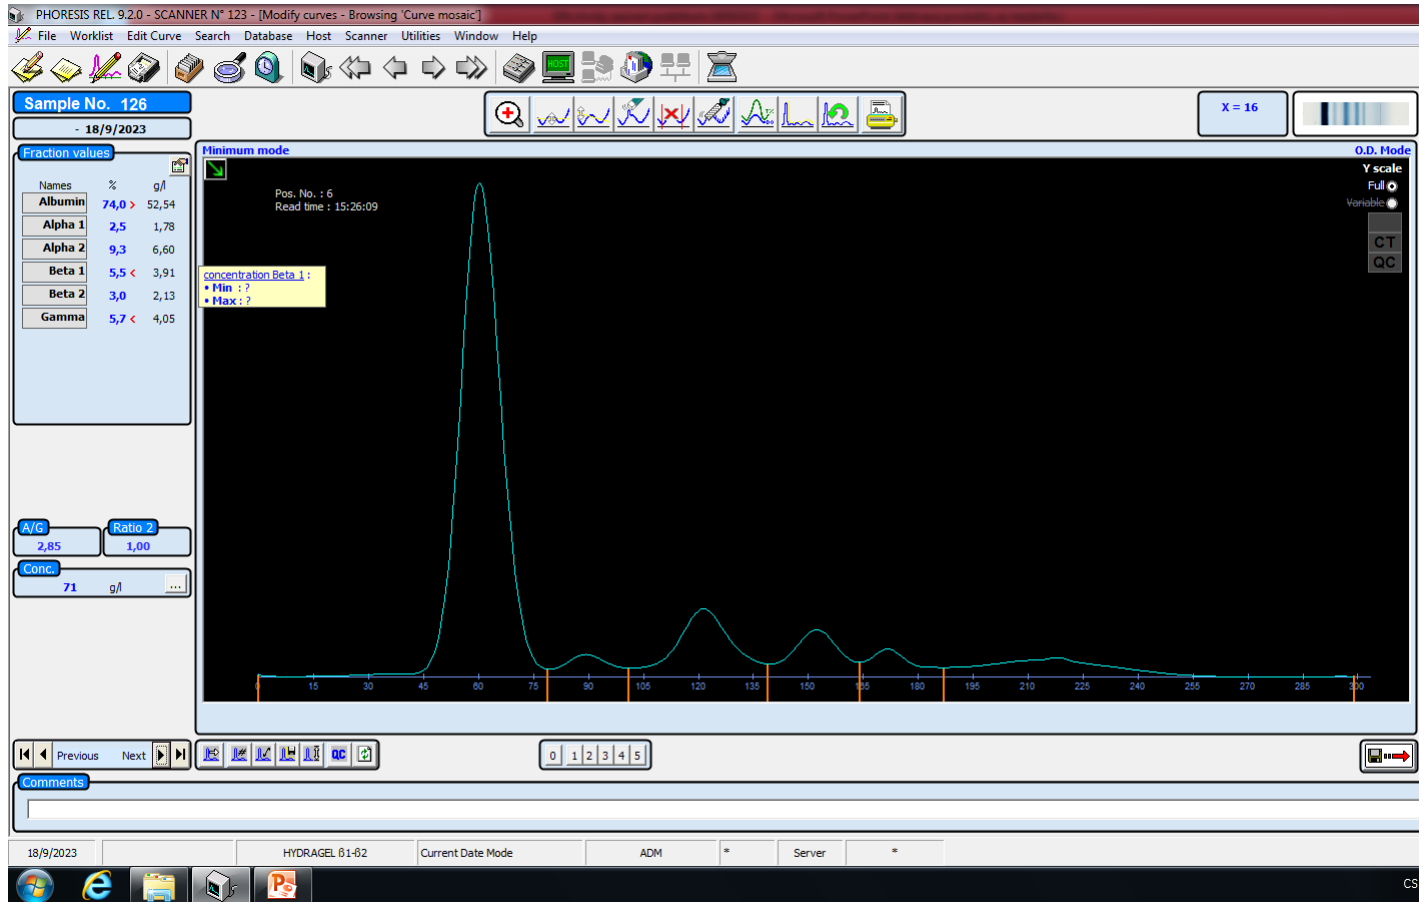 PHORESIS REL. 9.2.0 - SCANNER N° 123 - [Modify curves - Browsing 'Curve mosaic']
File Worklist Edit Curve Search Database Host Scanner Utilities Window Help
HOST
Sample No. 126
- 18/9/2023
X = 16
Fraction values
Names % g/l
Albumin 74,0 > 52,54
Alpha 1 2,5 1,78
Alpha 2 9,3 6,60
Beta 1 5,5 < 3,91
Beta 2 3,0 2,13
Gamma 5,7 < 4,05
Minimum mode
O.D. Mode
Pos. No. : 6
Read time : 15:26:09
Y scale
Full
Variable
CT
QC
concentration Beta 1 :
• Min : ?
• Max : ?
0 15 30 45 60 75 90 105 120 135 150 165 180 195 210 225 240 255 270 285 300
A/G
2,85
Ratio 2
1,00
Conc.
71 g/l ...
Previous Next
QC
0 1 2 3 4 5
Comments
18/9/2023 HYDRAGEL ß1-ß2 Current Date Mode ADM * Server *
CS